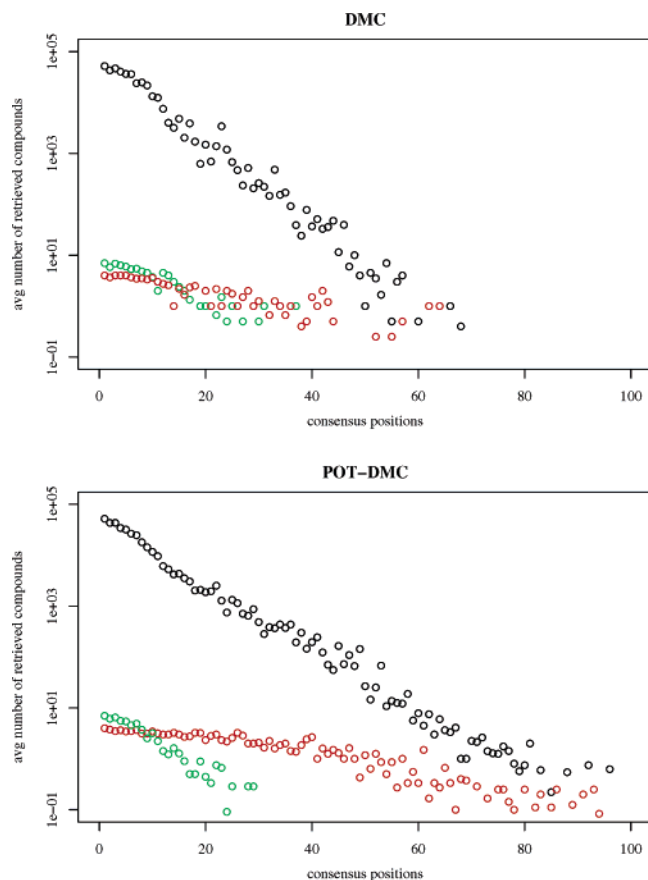 DMC
avg number of retrieved compounds
1e+05
1e+03
1e+01
1e−01
0 20 40 60 80 100
consensus positions
POT−DMC
avg number of retrieved compounds
1e+05
1e+03
1e+01
1e−01
0 20 40 60 80 100
consensus positions